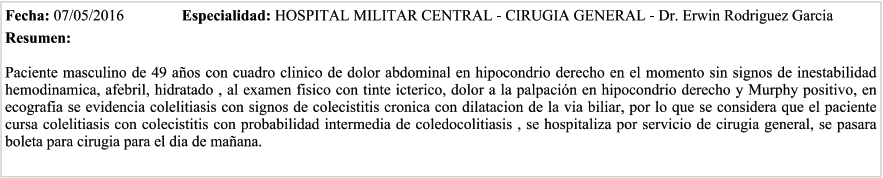 Fecha: 07/05/2016 Especialidad: HOSPITAL MILITAR CENTRAL - CIRUGIA GENERAL - Dr. Erwin Rodriguez Garcia
Resumen:
Paciente masculino de 49 años con cuadro clinico de dolor abdominal en hipocondrio derecho en el momento sin signos de inestabilidad
hemodinamica, afebril, hidratado , al examen fisico con tinte icterico, dolor a la palpación en hipocondrio derecho y Murphy positivo, en
ecografia se evidencia colelitiasis con signos de colecistitis cronica con dilatacion de la via biliar, por lo que se considera que el paciente
cursa colelitiasis con colecistitis con probabilidad intermedia de coledocolitiasis , se hospitaliza por servicio de cirugia general, se pasara
boleta para cirugia para el dia de mañana.